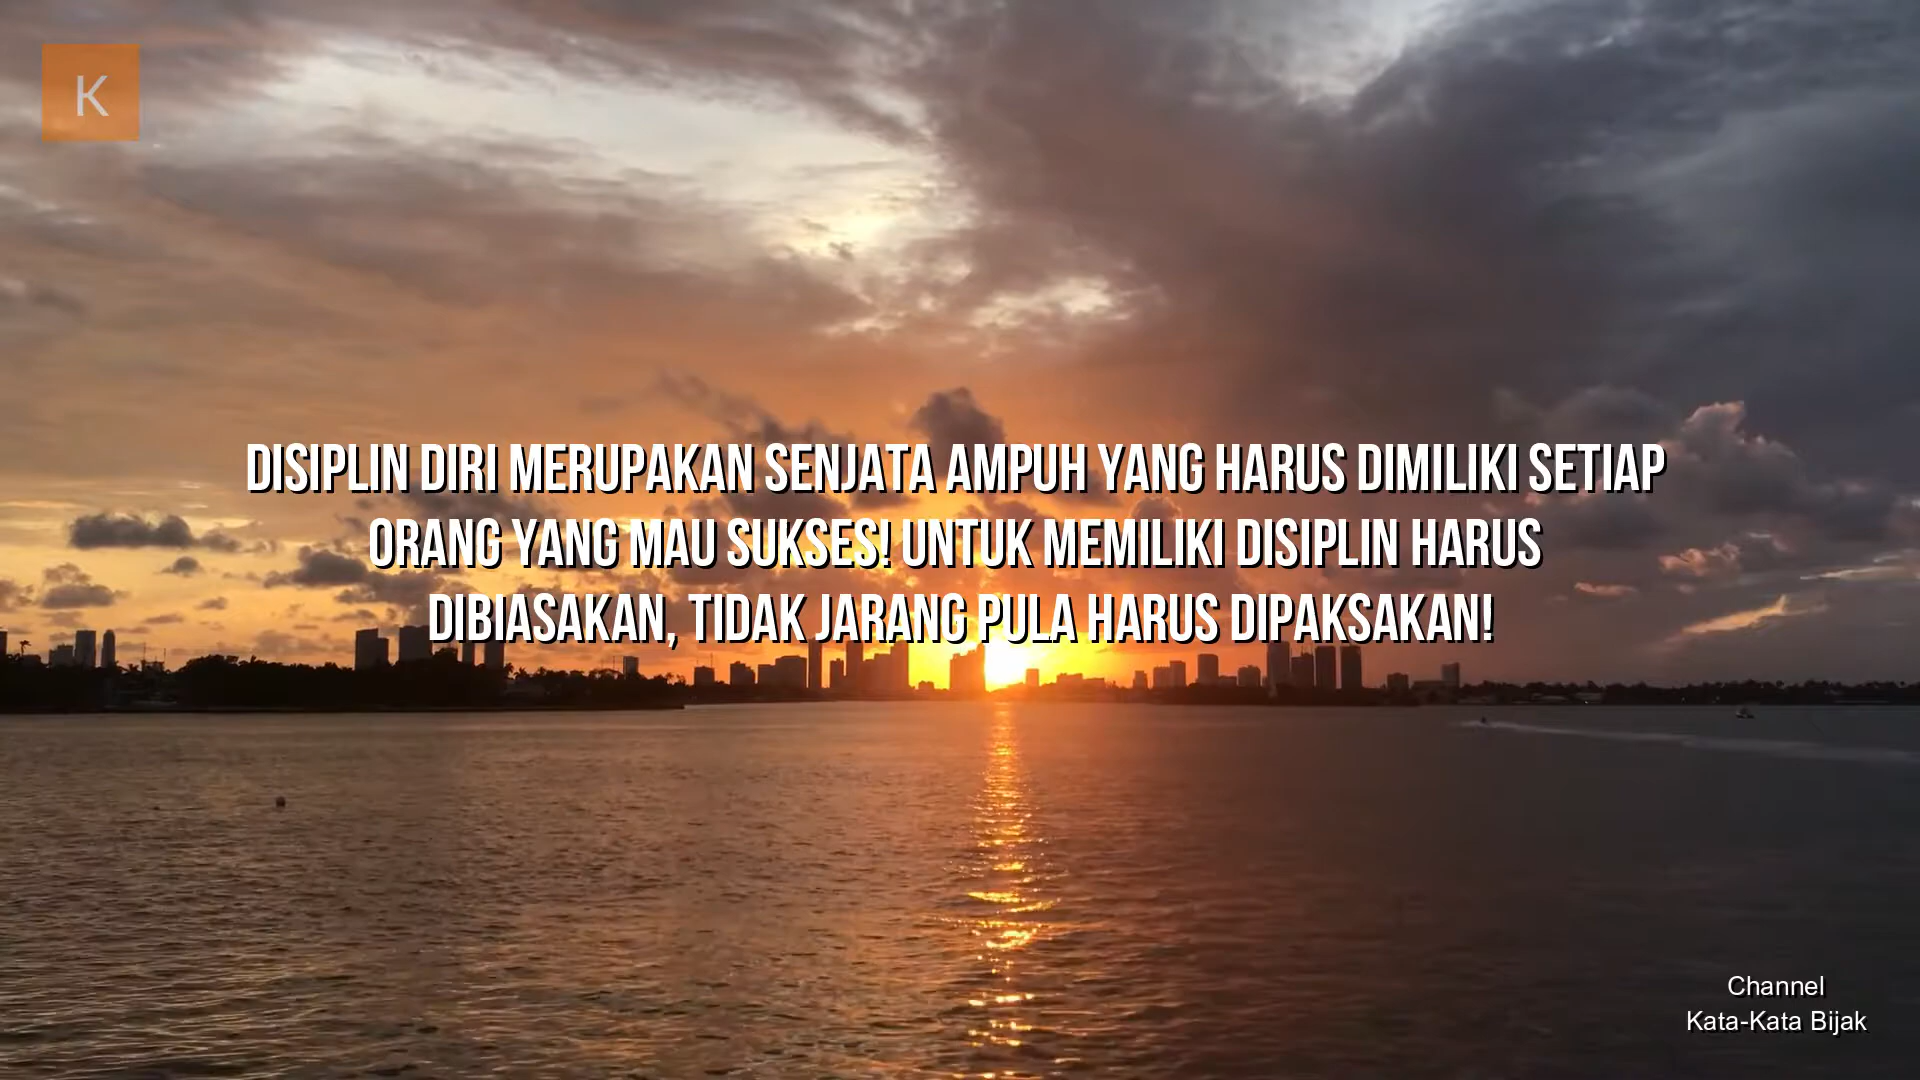 K
DISIPLIN DIRI MERUPAKAN SENJATA AMPUH YANG HARUS DIMILIKI SETIAP
ORANG YANG MAU SUKSES! UNTUK MEMILIKI DISIPLIN HARUS
DIBIASAKAN, TIDAK JARANG PULA HARUS DIPAKSAKAN!
Channel
Kata-Kata Bijak